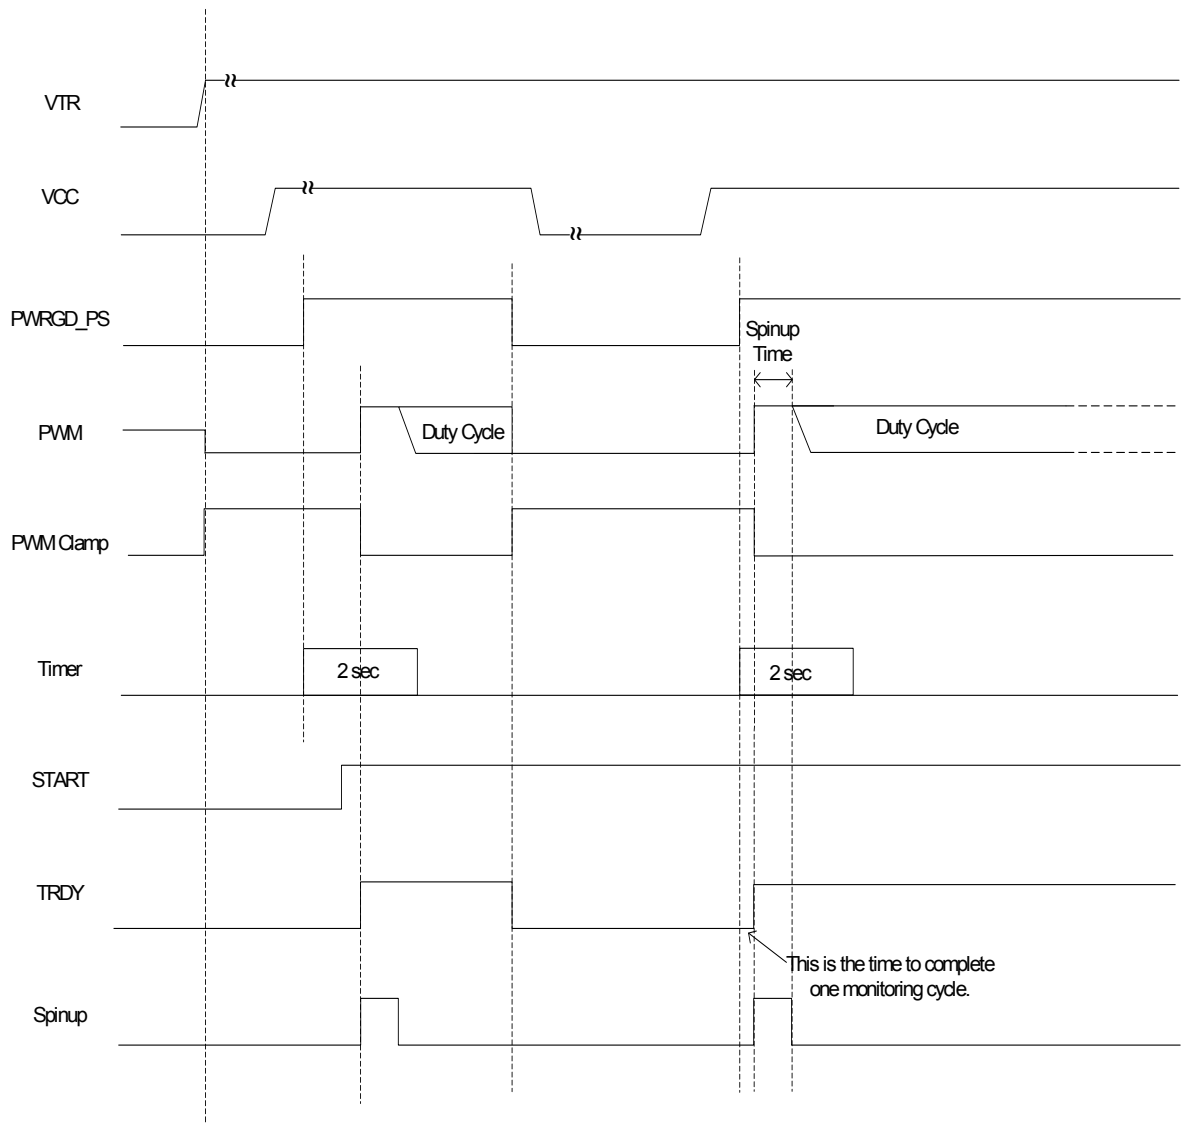 VTR
VCC
PWRGD_PS
Spinup
Time
PWM
Duty Cycle
Duty Cycle
PWM Clamp
Timer
2 sec
2 sec
START
TRDY
This is the time to complete
one monitoring cycle.
Spinup